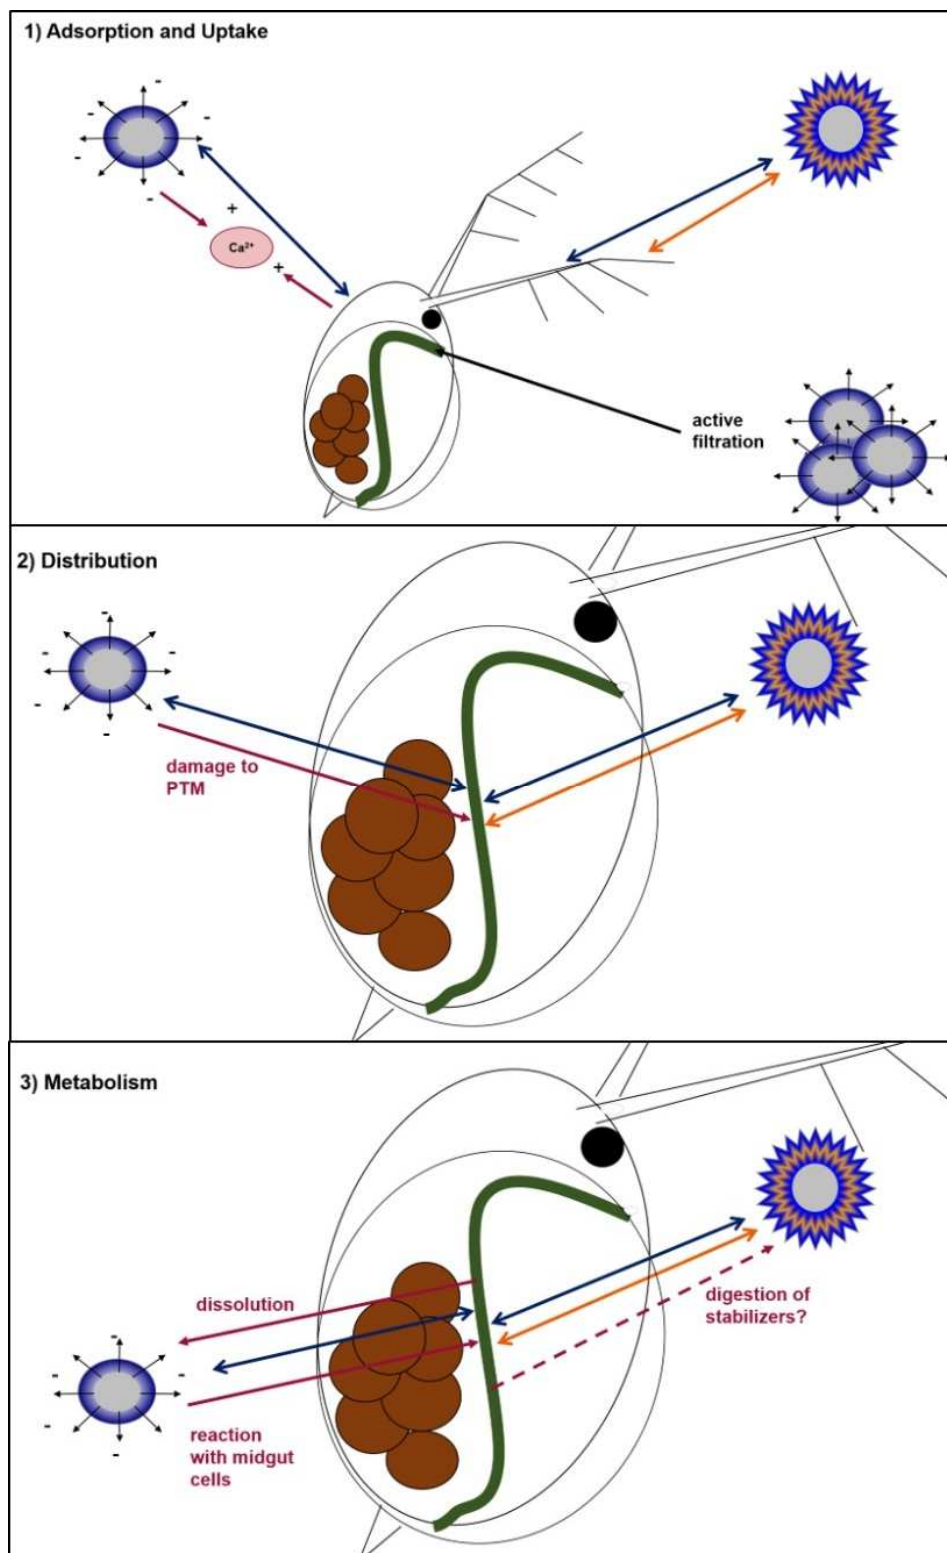 1) Adsorption and Uptake
-
-
-
-
-
+
Ca2+
+
active
filtration
2) Distribution
-
-
-
-
-
damage to
PTM
3) Metabolism
dissolution
digestion of
stabilizers?
-
-
-
-
-
reaction
with midgut
cells